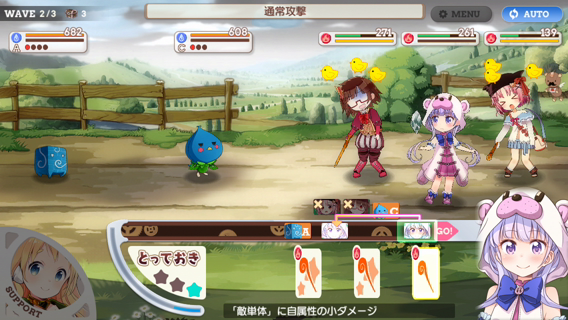 WAVE 2/3 3
通常攻撃
MENU
AUTO
682
A
608
C
271
261
139
A
C
GO!
とっておき
SUPPORT
「敵単体」に自属性の小ダメージ